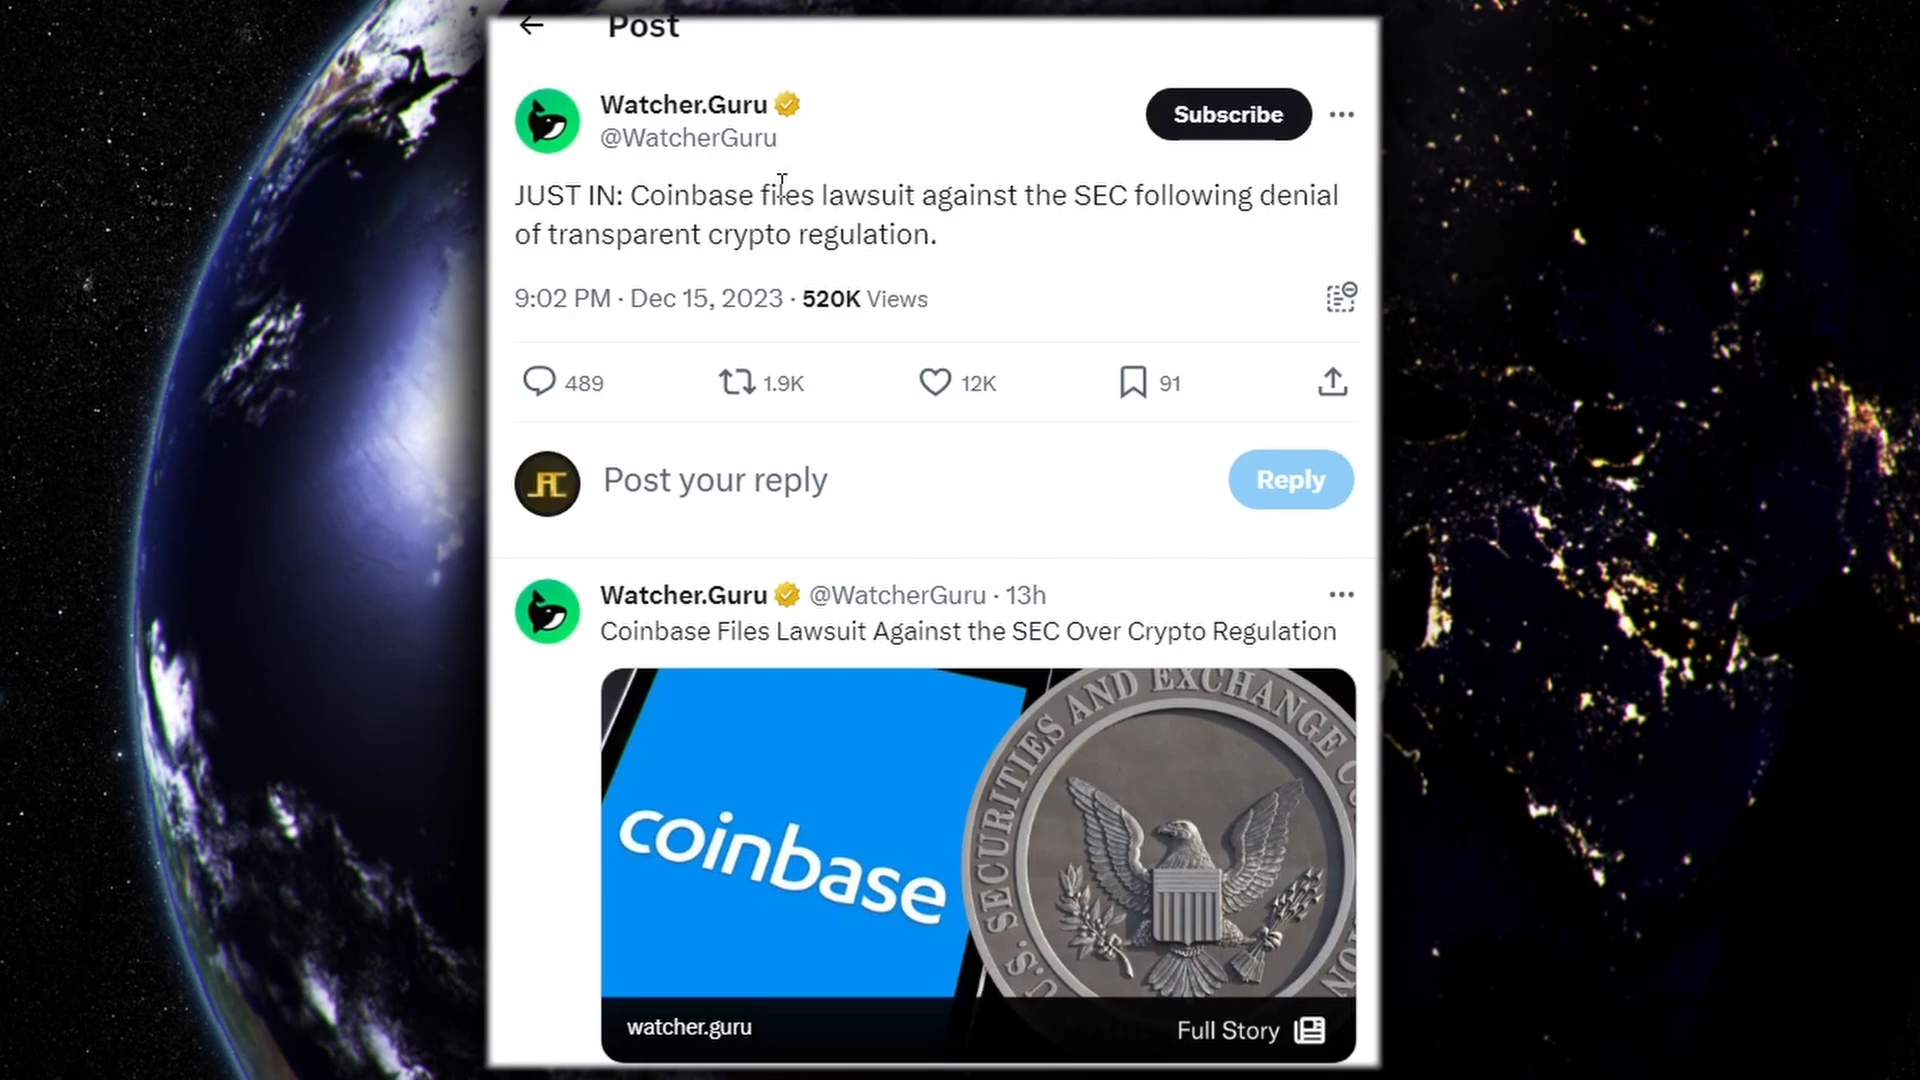 Post
Watcher.Guru
@WatcherGuru
Subscribe
JUST IN: Coinbase files lawsuit against the SEC following denial
of transparent crypto regulation.
9:02 PM · Dec 15, 2023 · 520K Views
489 1.9K 12K 91
Post your reply
Reply
Watcher.Guru @WatcherGuru · 13h
Coinbase Files Lawsuit Against the SEC Over Crypto Regulation
coinbase
U.S. SECURITIES AND EXCHANGE
watcher.guru
Full Story